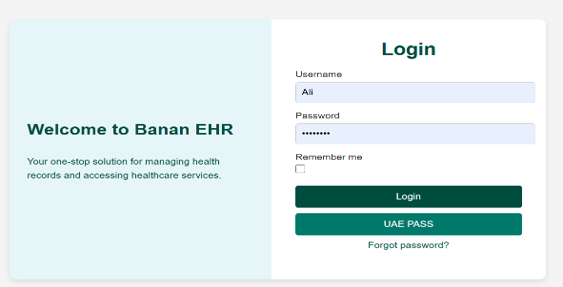 Welcome to Banan EHR
Your one-stop solution for managing health
records and accessing healthcare services.
Login
Username
Ali
Password
••••••••
Remember me
Login
UAE PASS
Forgot password?